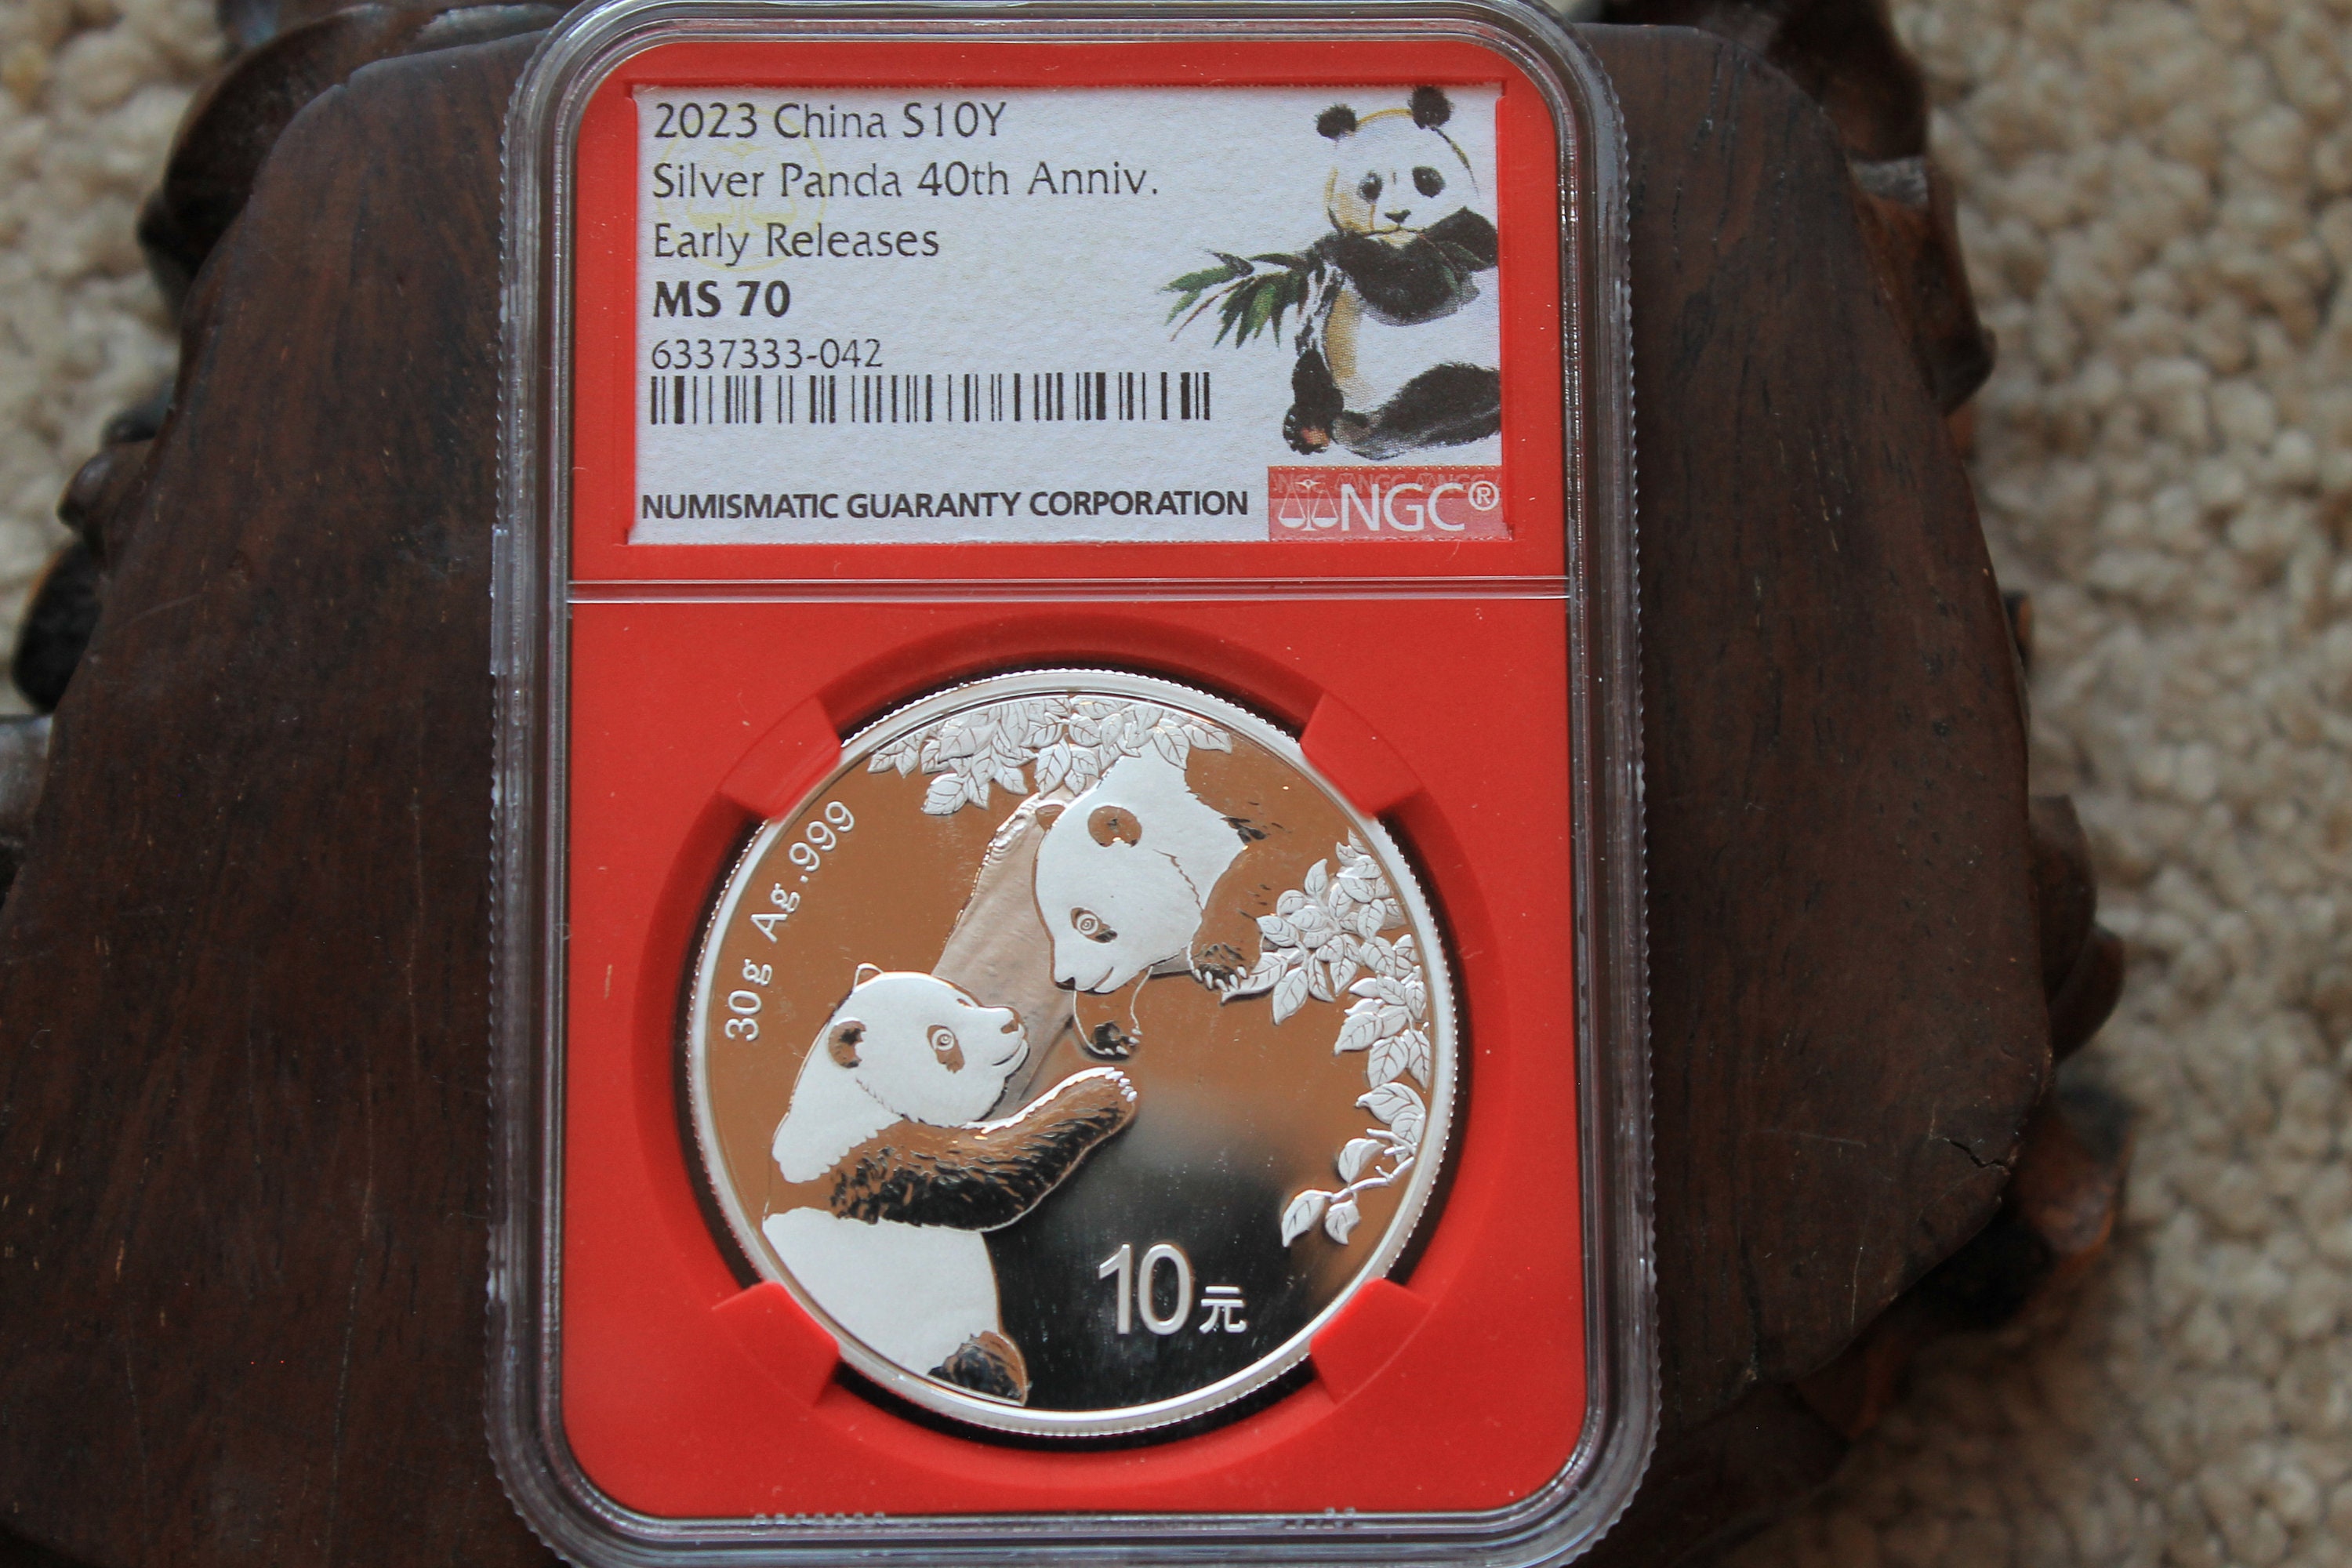 2023 China S10Y
Silver Panda 40th Anniv.
Early Releases
MS 70
6337333-042
NUMISMATIC GUARANTY CORPORATION
NGC®
30g Ag.999
10元